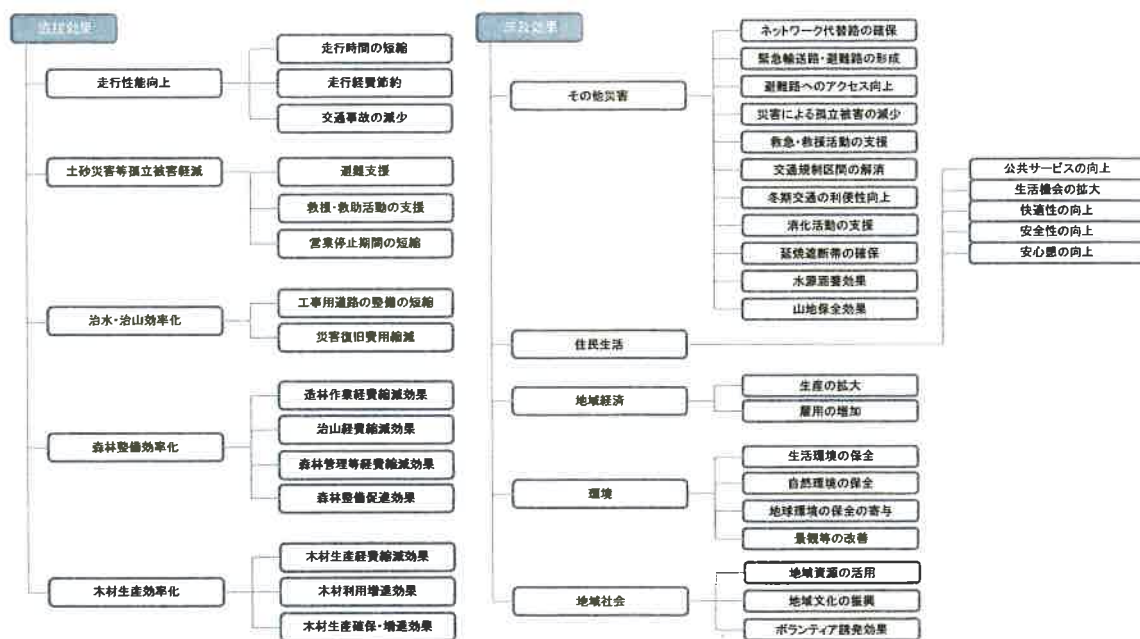 直接効果
走行性能向上
走行時間の短縮
走行経費節約
交通事故の減少
土砂災害等孤立被害軽減
避難支援
救援・救助活動の支援
営業停止期間の短縮
治水・治山効率化
工事用道路の整備の短縮
災害復旧費用縮減
森林整備効率化
造林作業経費縮減効果
治山経費縮減効果
森林管理等経費縮減効果
森林整備促進効果
木材生産効率化
木材生産経費縮減効果
木材利用増進効果
木材生産確保・増進効果
波及効果
その他災害
ネットワーク代替路の確保
緊急輸送路・避難路の形成
避難路へのアクセス向上
災害による孤立被害の減少
救急・救援活動の支援
交通規制区間の解消
冬期交通の利便性向上
消化活動の支援
延焼遮断帯の確保
水源涵養効果
山地保全効果
住民生活
公共サービスの向上
生活機会の拡大
快適性の向上
安全性の向上
安心感の向上
地域経済
生産の拡大
雇用の増加
環境
生活環境の保全
自然環境の保全
地球環境の保全の寄与
景観等の改善
地域社会
地域資源の活用
地域文化の振興
ボランティア誘発効果